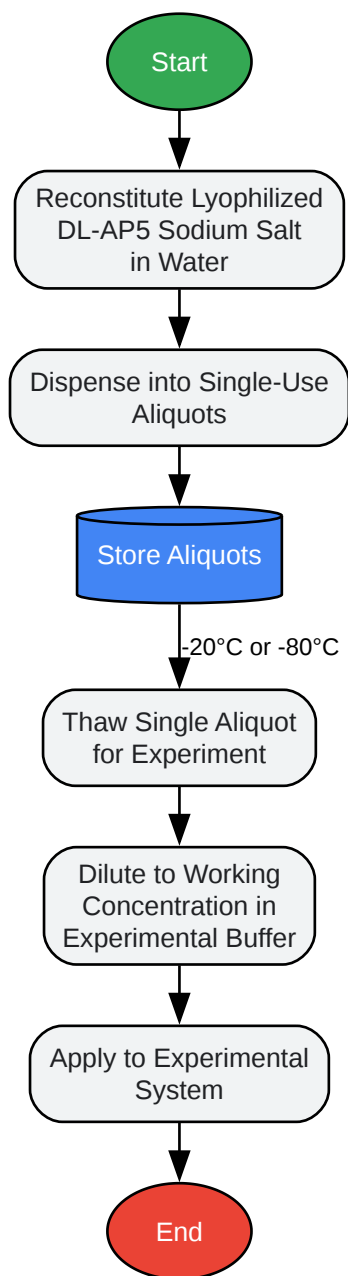 Start
Reconstitute Lyophilized
DL-AP5 Sodium Salt
in Water
Dispense into Single-Use
Aliquots
Store Aliquots
-20°C or -80°C
Thaw Single Aliquot
for Experiment
Dilute to Working
Concentration in
Experimental Buffer
Apply to Experimental
System
End